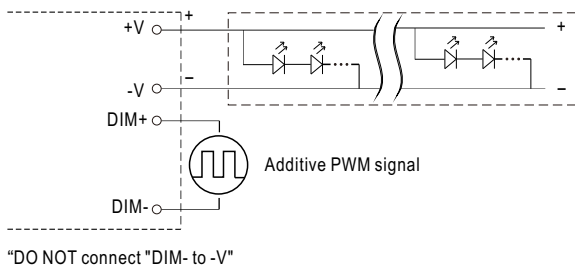 +V
+
+
-V
–
–
DIM+
Additive PWM signal
DIM-
“DO NOT connect "DIM- to -V"